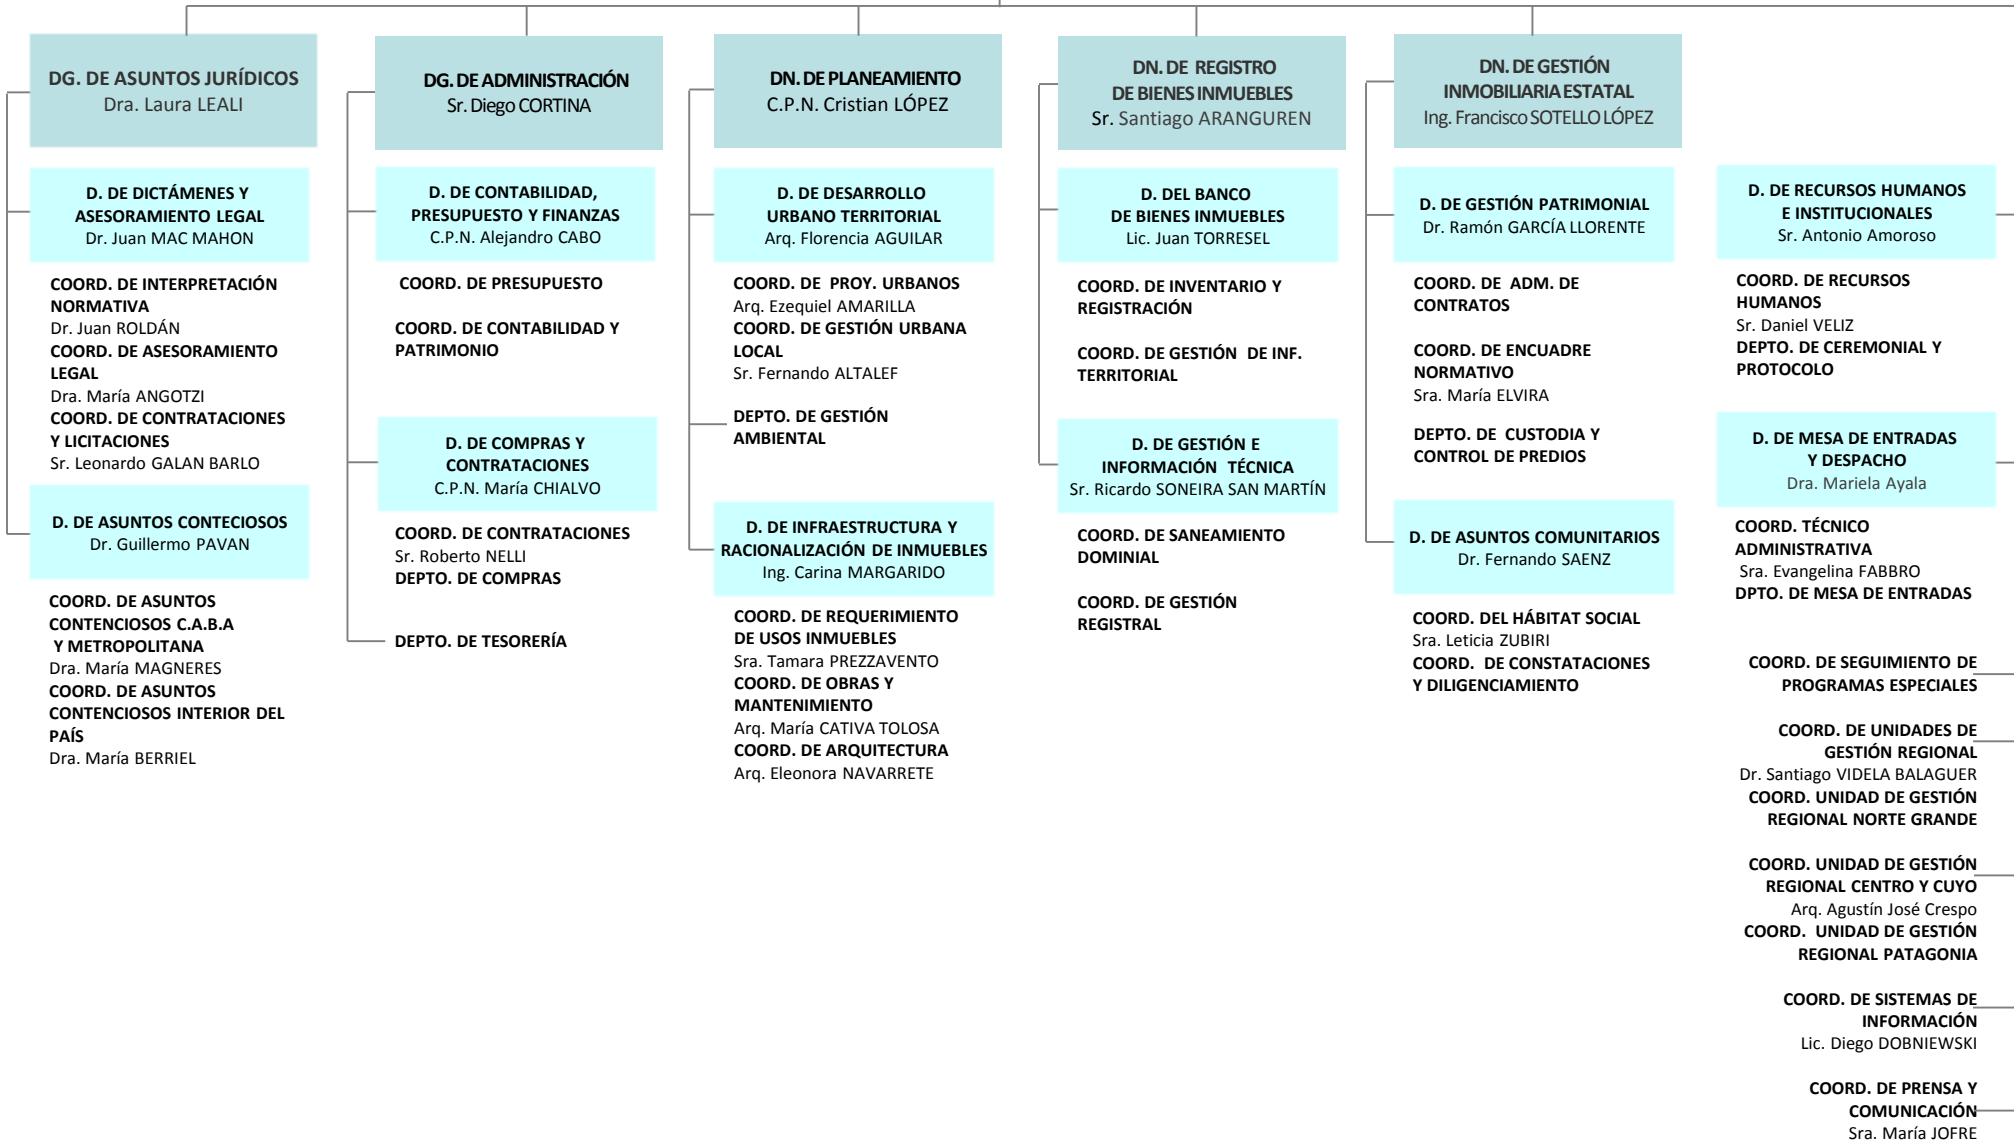 DG. DE ASUNTOS JURÍDICOS
Dra. Laura LEALI
D. DE DICTÁMENES Y
ASESORAMIENTO LEGAL
Dr. Juan MAC MAHON
COORD. DE INTERPRETACIÓN
NORMATIVA
Dr. Juan ROLDÁN
COORD. DE ASESORAMIENTO
LEGAL
Dra. María ANGOTZI
COORD. DE CONTRATACIONES
Y LICITACIONES
Sr. Leonardo GALAN BARLO
D. DE ASUNTOS CONTECIOSOS
Dr. Guillermo PAVAN
COORD. DE ASUNTOS
CONTENCIOSOS C.A.B.A
Y METROPOLITANA
Dra. María MAGNERES
COORD. DE ASUNTOS
CONTENCIOSOS INTERIOR DEL
PAÍS
Dra. María BERRIEL
DG. DE ADMINISTRACIÓN
Sr. Diego CORTINA
D. DE CONTABILIDAD,
PRESUPUESTO Y FINANZAS
C.P.N. Alejandro CABO
COORD. DE PRESUPUESTO
COORD. DE CONTABILIDAD Y
PATRIMONIO
D. DE COMPRAS Y
CONTRATACIONES
C.P.N. María CHIALVO
COORD. DE CONTRATACIONES
Sr. Roberto NELLI
DEPTO. DE COMPRAS
DEPTO. DE TESORERÍA
DN. DE PLANEAMIENTO
C.P.N. Cristian LÓPEZ
D. DE DESARROLLO
URBANO TERRITORIAL
Arq. Florencia AGUILAR
COORD. DE PROY. URBANOS
Arq. Ezequiel AMARILLA
COORD. DE GESTIÓN URBANA
LOCAL
Sr. Fernando ALTALEF
DEPTO. DE GESTIÓN
AMBIENTAL
D. DE INFRAESTRUCTURA Y
RACIONALIZACIÓN DE INMUEBLES
Ing. Carina MARGARIDO
COORD. DE REQUERIMIENTO
DE USOS INMUEBLES
Sra. Tamara PREZZAVENTO
COORD. DE OBRAS Y
MANTENIMIENTO
Arq. María CATIVA TOLOSA
COORD. DE ARQUITECTURA
Arq. Eleonora NAVARRETE
DN. DE REGISTRO
DE BIENES INMUEBLES
Sr. Santiago ARANGUREN
D. DEL BANCO
DE BIENES INMUEBLES
Lic. Juan TORRESEL
COORD. DE INVENTARIO Y
REGISTRACIÓN
COORD. DE GESTIÓN DE INF.
TERRITORIAL
D. DE GESTIÓN E
INFORMACIÓN TÉCNICA
Sr. Ricardo SONEIRA SAN MARTÍN
COORD. DE SANEAMIENTO
DOMINIAL
COORD. DE GESTIÓN
REGISTRAL
DN. DE GESTIÓN
INMOBILIARIA ESTATAL
Ing. Francisco SOTELLO LÓPEZ
D. DE GESTIÓN PATRIMONIAL
Dr. Ramón GARCÍA LLORENTE
COORD. DE ADM. DE
CONTRATOS
COORD. DE ENCUADRE
NORMATIVO
Sra. María ELVIRA
DEPTO. DE CUSTODIA Y
CONTROL DE PREDIOS
D. DE ASUNTOS COMUNITARIOS
Dr. Fernando SAENZ
COORD. DEL HÁBITAT SOCIAL
Sra. Leticia ZUBIRI
COORD. DE CONSTATACIONES
Y DILIGENCIAMIENTO
D. DE RECURSOS HUMANOS
E INSTITUCIONALES
Sr. Antonio Amoroso
COORD. DE RECURSOS
HUMANOS
Sr. Daniel VELIZ
DEPTO. DE CEREMONIAL Y
PROTOCOLO
D. DE MESA DE ENTRADAS
Y DESPACHO
Dra. Mariela Ayala
COORD. TÉCNICO
ADMINISTRATIVA
Sra. Evangelina FABBRO
DPTO. DE MESA DE ENTRADAS
COORD. DE SEGUIMIENTO DE
PROGRAMAS ESPECIALES
COORD. DE UNIDADES DE
GESTIÓN REGIONAL
Dr. Santiago VIDELA BALAGUER
COORD. UNIDAD DE GESTIÓN
REGIONAL NORTE GRANDE
COORD. UNIDAD DE GESTIÓN
REGIONAL CENTRO Y CUYO
Arq. Agustín José Crespo
COORD. UNIDAD DE GESTIÓN
REGIONAL PATAGONIA
COORD. DE SISTEMAS DE
INFORMACIÓN
Lic. Diego DOBNIEWSKI
COORD. DE PRENSA Y
COMUNICACIÓN
Sra. María JOFRE